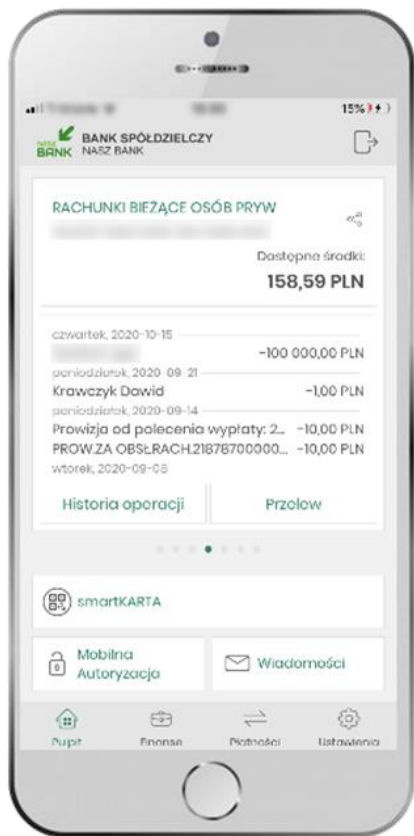 15%
NASZ BANK SPÓŁDZIELCZY
BANK NASZ BANK
RACHUNKI BIEŻĄCE OSÓB PRYW
Dostępne środki:
158,59 PLN
czwartek, 2020-10-15
-100 000,00 PLN
poniedziałek, 2020-09-21
Krawczyk Dawid -1,00 PLN
poniedziałek, 2020-09-14
Prowizja od polecenia wypłaty: 2... -10,00 PLN
PROW.ZA OBSŁ.RACH.21878700000... -10,00 PLN
wtorek, 2020-09-08
Historia operacji Przelew
smartKARTA
Mobilna
Autoryzacja
Wiadomości
Pulpit Finanse Płatności Ustawienia